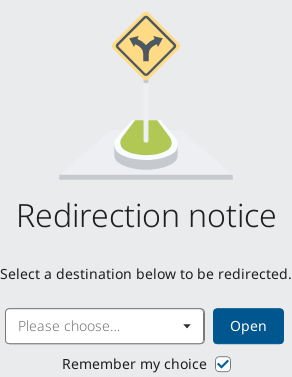 Redirection notice
Select a destination below to be redirected.
Please choose...
Open
Remember my choice